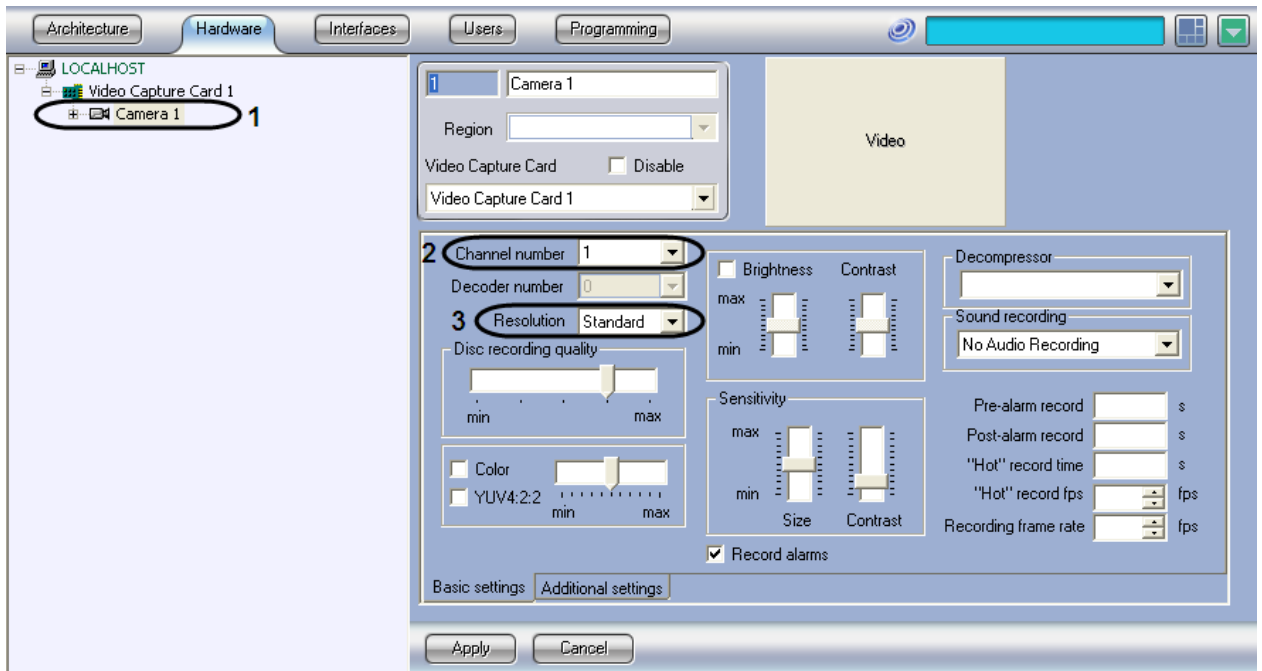 Architecture Hardware Interfaces Users Programming
LOCALHOST
Video Capture Card 1
Camera 1 1
1 Camera 1
Region
Video Capture Card Disable
Video Capture Card 1
Video
2 Channel number 1
Decoder number 0
3 Resolution Standard
Disc recording quality
min max
Color
YUV4:2:2
min max
Brightness Contrast
max
min
Sensitivity
max
min
Size Contrast
Record alarms
Decompressor
Sound recording
No Audio Recording
Pre-alarm record s
Post-alarm record s
"Hot" record time s
"Hot" record fps fps
Recording frame rate fps
Basic settings Additional settings
Apply Cancel